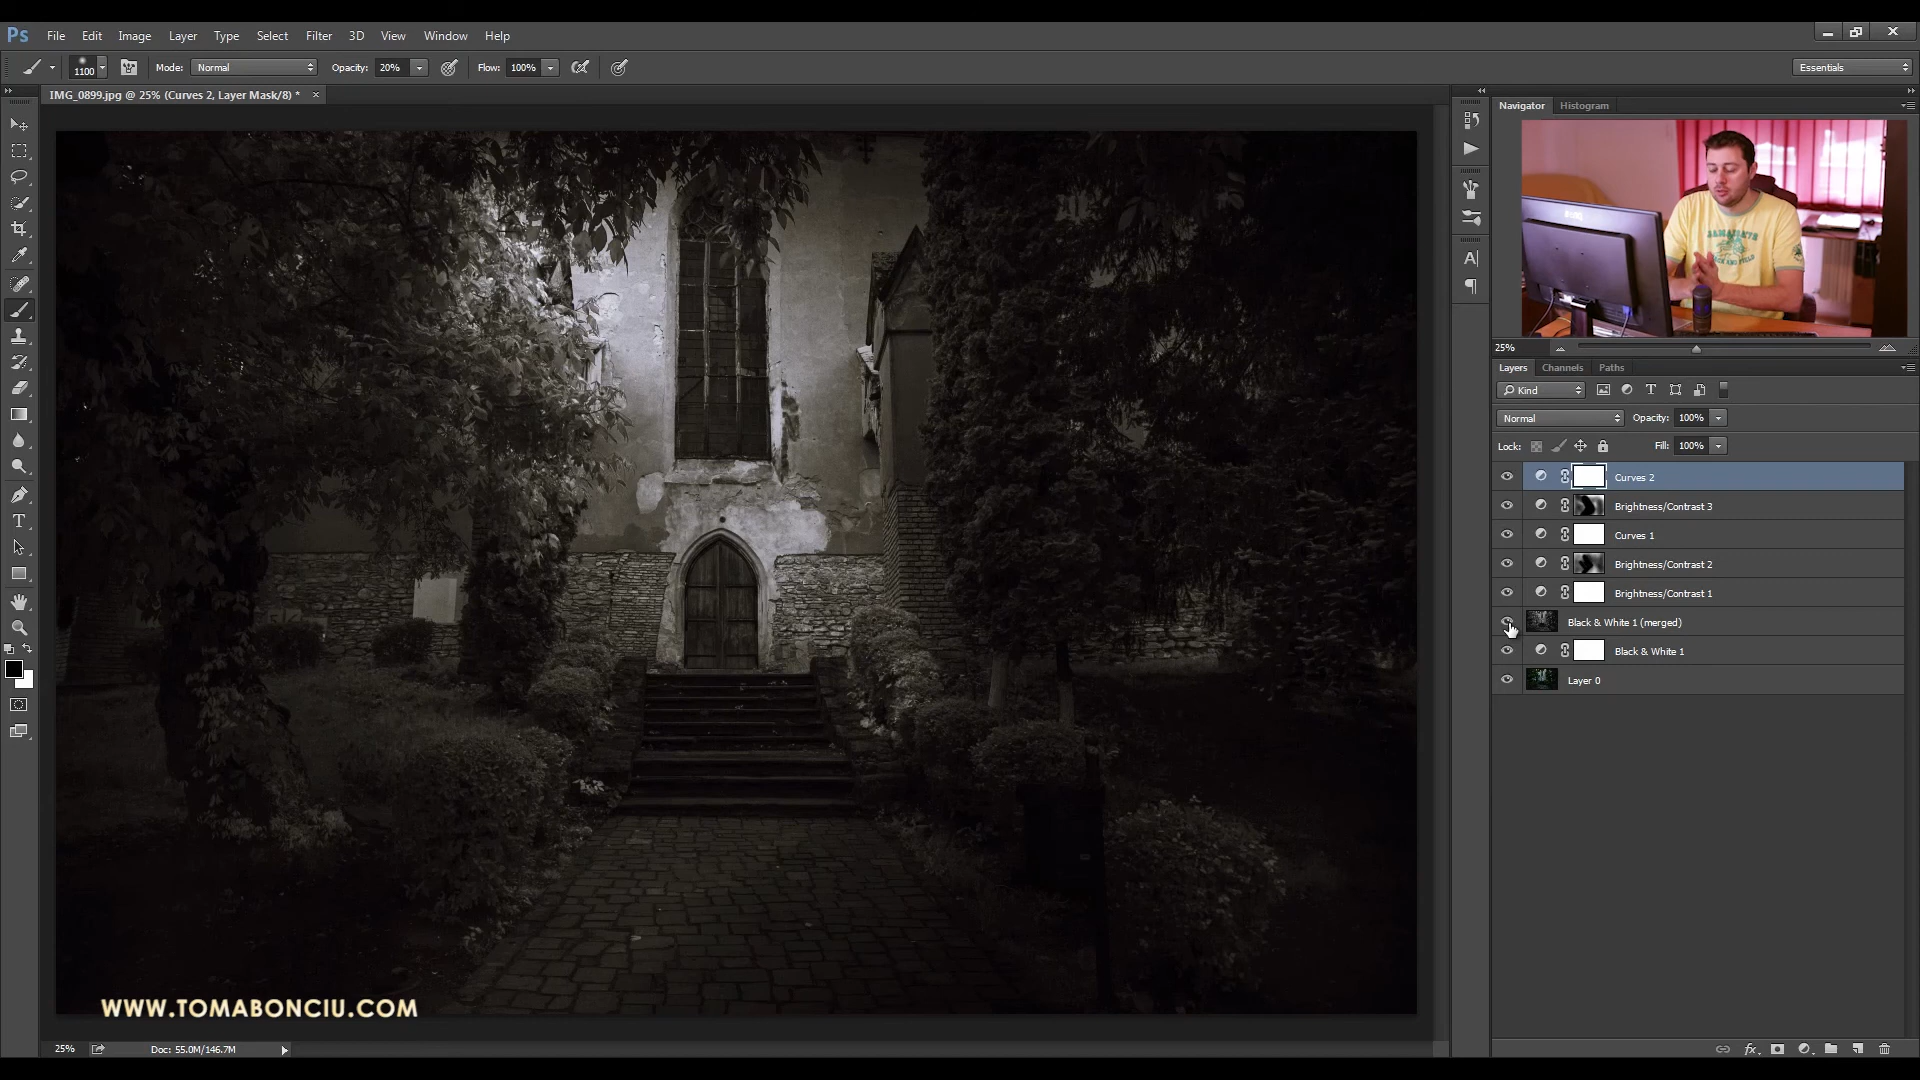 Ps File Edit Image Layer Type Select Filter 3D View Window Help
1100 Mode: Normal Opacity: 20% Flow: 100% Essentials
IMG_0899.jpg @ 25% (Curves 2, Layer Mask/8) * ×
Navigator Histogram
25%
Layers Channels Paths
Kind
Normal Opacity: 100%
Lock: Fill: 100%
Curves 2
Brightness/Contrast 3
Curves 1
Brightness/Contrast 2
Brightness/Contrast 1
Black & White 1 (merged)
Black & White 1
Layer 0
WWW.TOMABONCIU.COM
25% Doc: 55.0M/146.7M